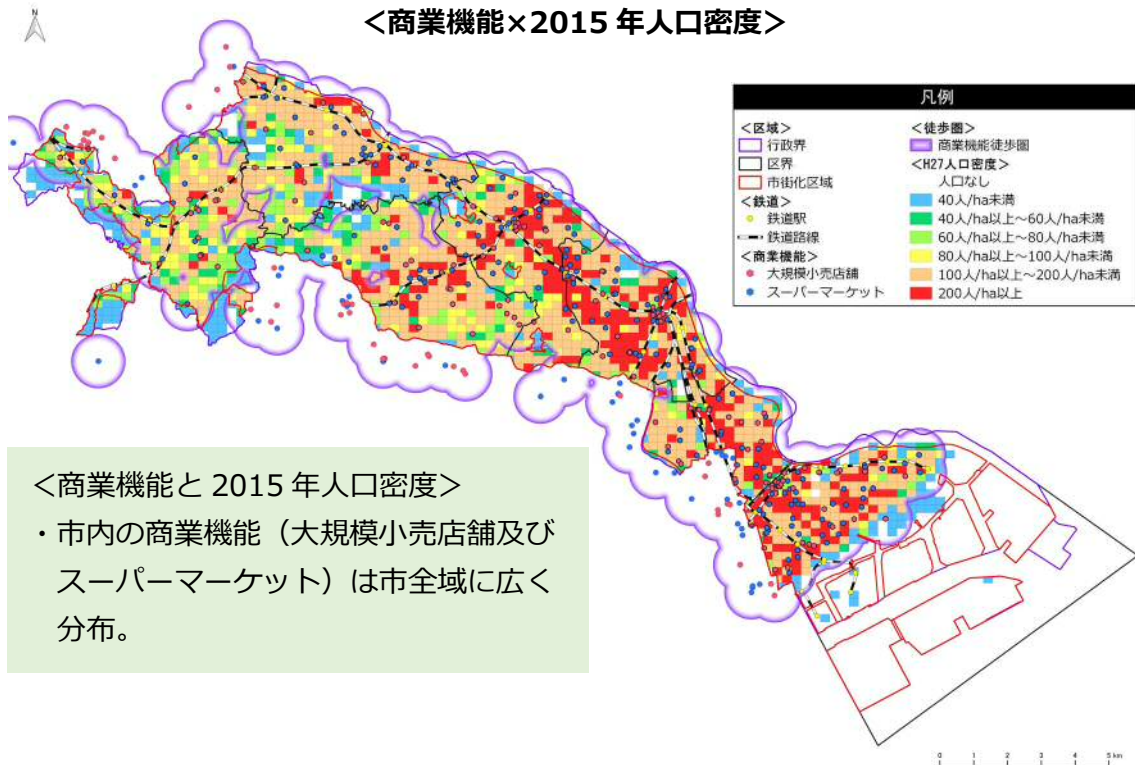 <商業機能×2015年人口密度>
N
凡例
<区域>
行政界
区界
市街化区域
<鉄道>
鉄道駅
鉄道路線
<商業機能>
大規模小売店舗
スーパーマーケット
<徒歩圏>
商業機能徒歩圏
<H27人口密度>
人口なし
40人/ha未満
40人/ha以上～60人/ha未満
60人/ha以上～80人/ha未満
80人/ha以上～100人/ha未満
100人/ha以上～200人/ha未満
200人/ha以上
<商業機能と2015年人口密度>
・市内の商業機能（大規模小売店舗及び
スーパーマーケット）は市全域に広く
分布。
0 1 2 3 4 5 km